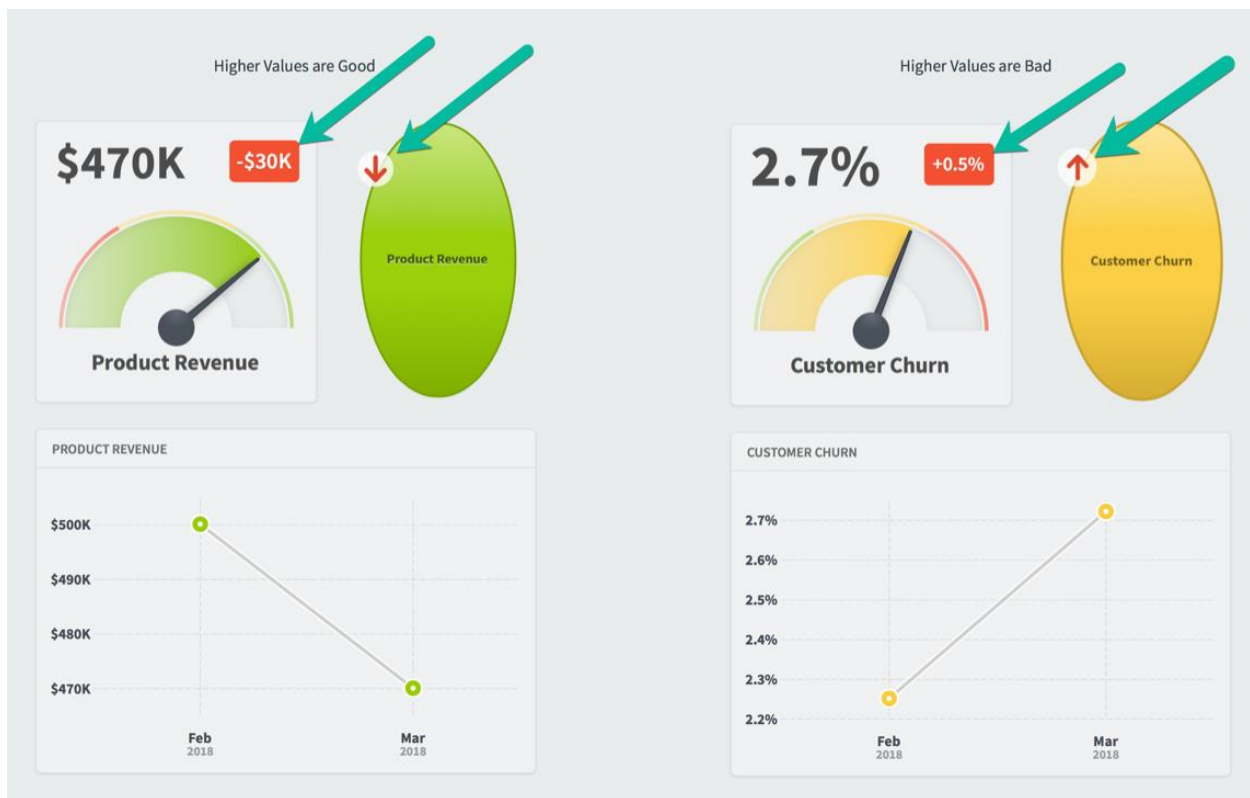 Higher Values are Good
$470K
-$30K
Product Revenue
Product Revenue
PRODUCT REVENUE
$500K
$490K
$480K
$470K
Feb
2018
Mar
2018
Higher Values are Bad
2.7%
+0.5%
Customer Churn
Customer Churn
CUSTOMER CHURN
2.7%
2.6%
2.5%
2.4%
2.3%
2.2%
Feb
2018
Mar
2018